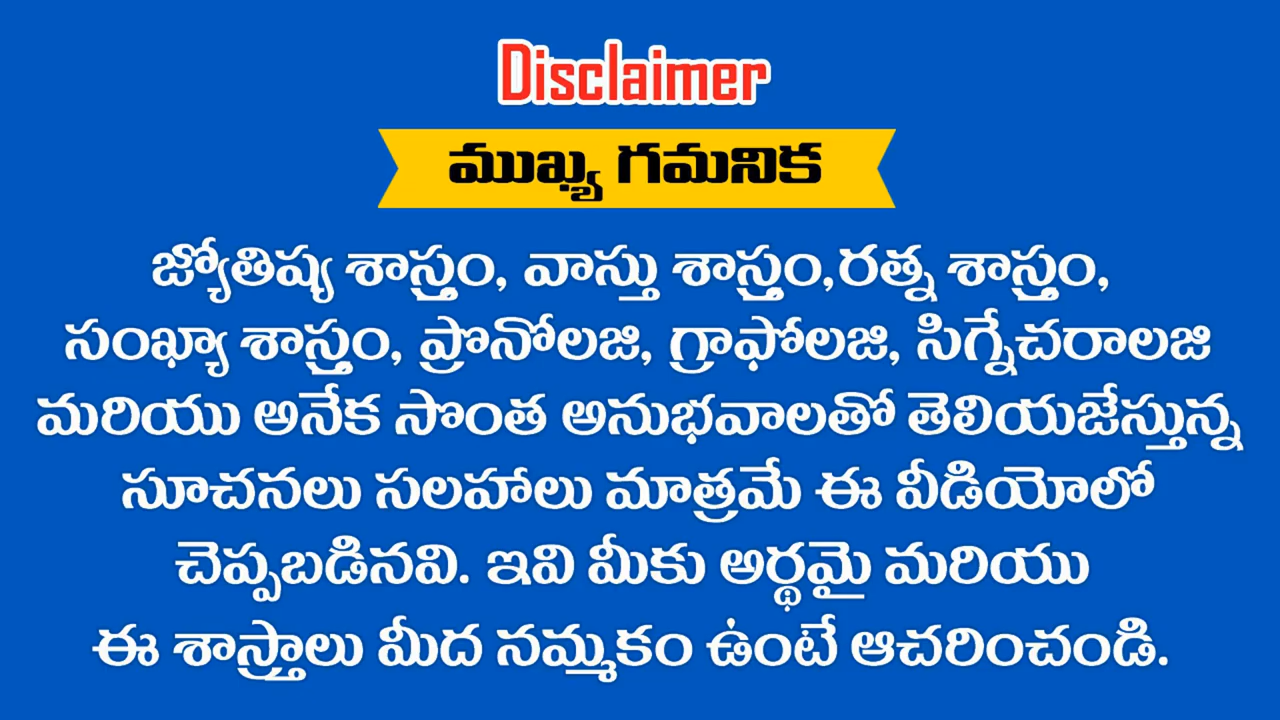 Disclaimer
ముఖ్య గమనిక
జ్యోతిష్య శాస్త్రం, వాస్తు శాస్త్రం,రత్న శాస్త్రం,
సంఖ్యా శాస్త్రం, ప్రొనోలజి, గ్రాఫోలజి, సిగ్నేచరాలజి
మరియు అనేక సొంత అనుభవాలతో తెలియజేస్తున్న
సూచనలు సలహాలు మాత్రమే ఈ వీడియోలో
చెప్పబడినవి. ఇవి మీకు అర్థమై మరియు
ఈ శాస్త్రాలు మీద నమ్మకం ఉంటే ఆచరించండి.